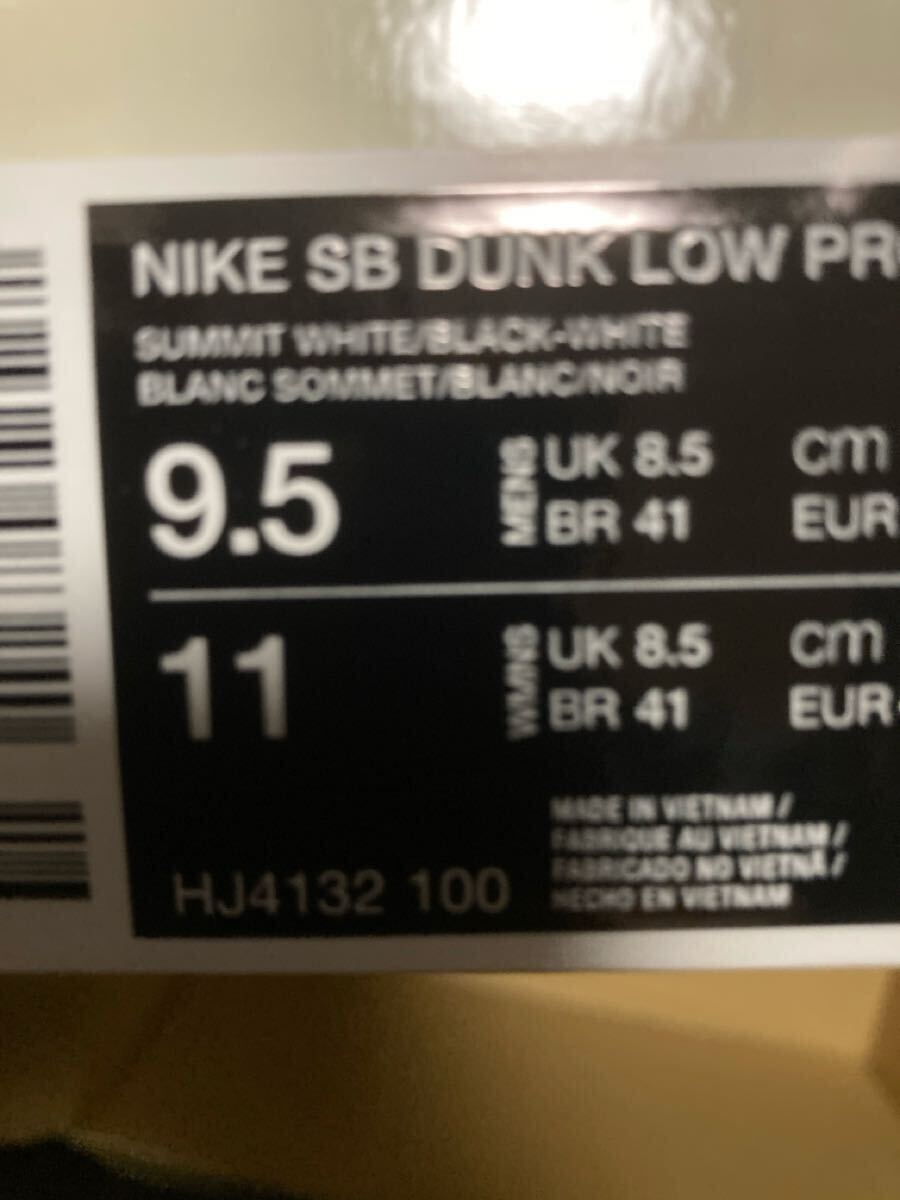 NIKE SB DUNK LOW PR
SUMMIT WHITE/BLACK-WHITE
BLANC SOMMET/BLANC/NOIR
9.5 MENS UK 8.5 cm
BR 41 EUR
11 WMNS UK 8.5 cm
BR 41 EUR
MADE IN VIETNAM /
FABRIQUE AU VIETNAM /
FABRICADO NO VIETNÃ /
HECHO EN VIETNAM
HJ4132 100